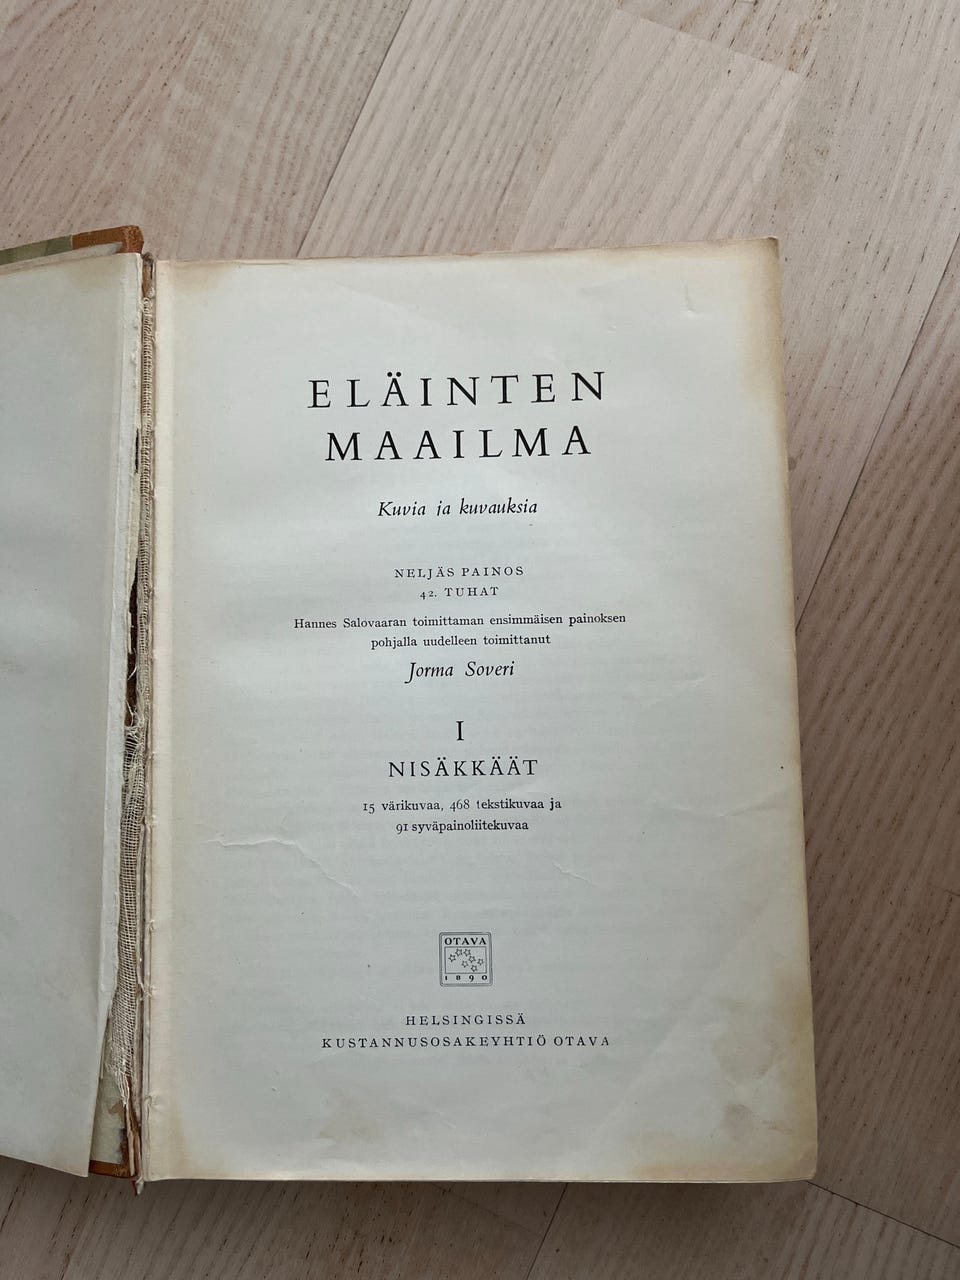 ELÄINTEN
MAAILMA
Kuvia ja kuvauksia
NELJÄS PAINOS
42. TUHAT
Hannes Salovaaran toimittaman ensimmäisen painoksen
pohjalla uudelleen toimittanut
Jorma Soveri
I
NISÄKKÄÄT
15 värikuvaa, 468 tekstikuvaa ja
91 syväpainoliitekuvaa
OTAVA
1890
HELSINGISSÄ
KUSTANNUSOSAKEYHTIÖ OTAVA